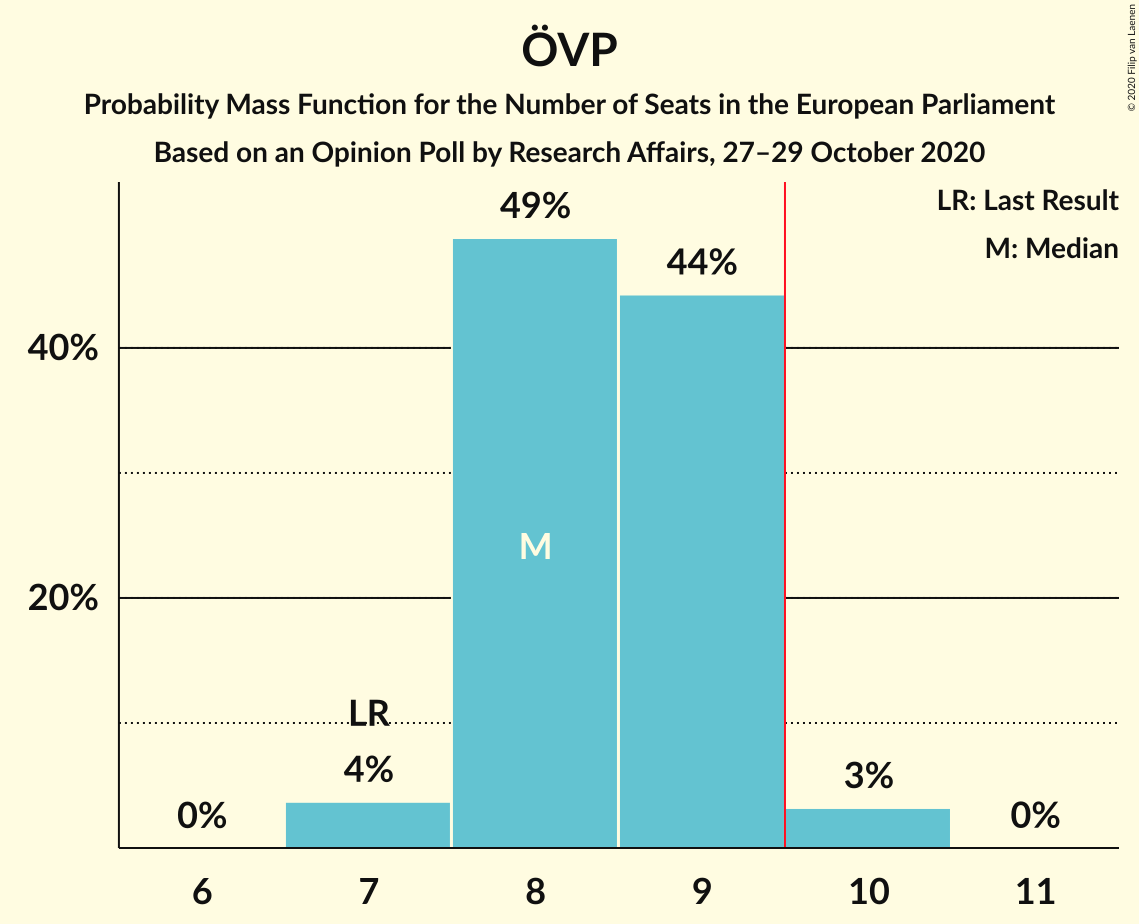 ÖVP
Probability Mass Function for the Number of Seats in the European Parliament
Based on an Opinion Poll by Research Affairs, 27–29 October 2020
© 2020 Filip van Laenen
LR: Last Result
M: Median
49%
44%
40%
M
20%
LR
4%
3%
0%
0%
6 7 8 9 10 11